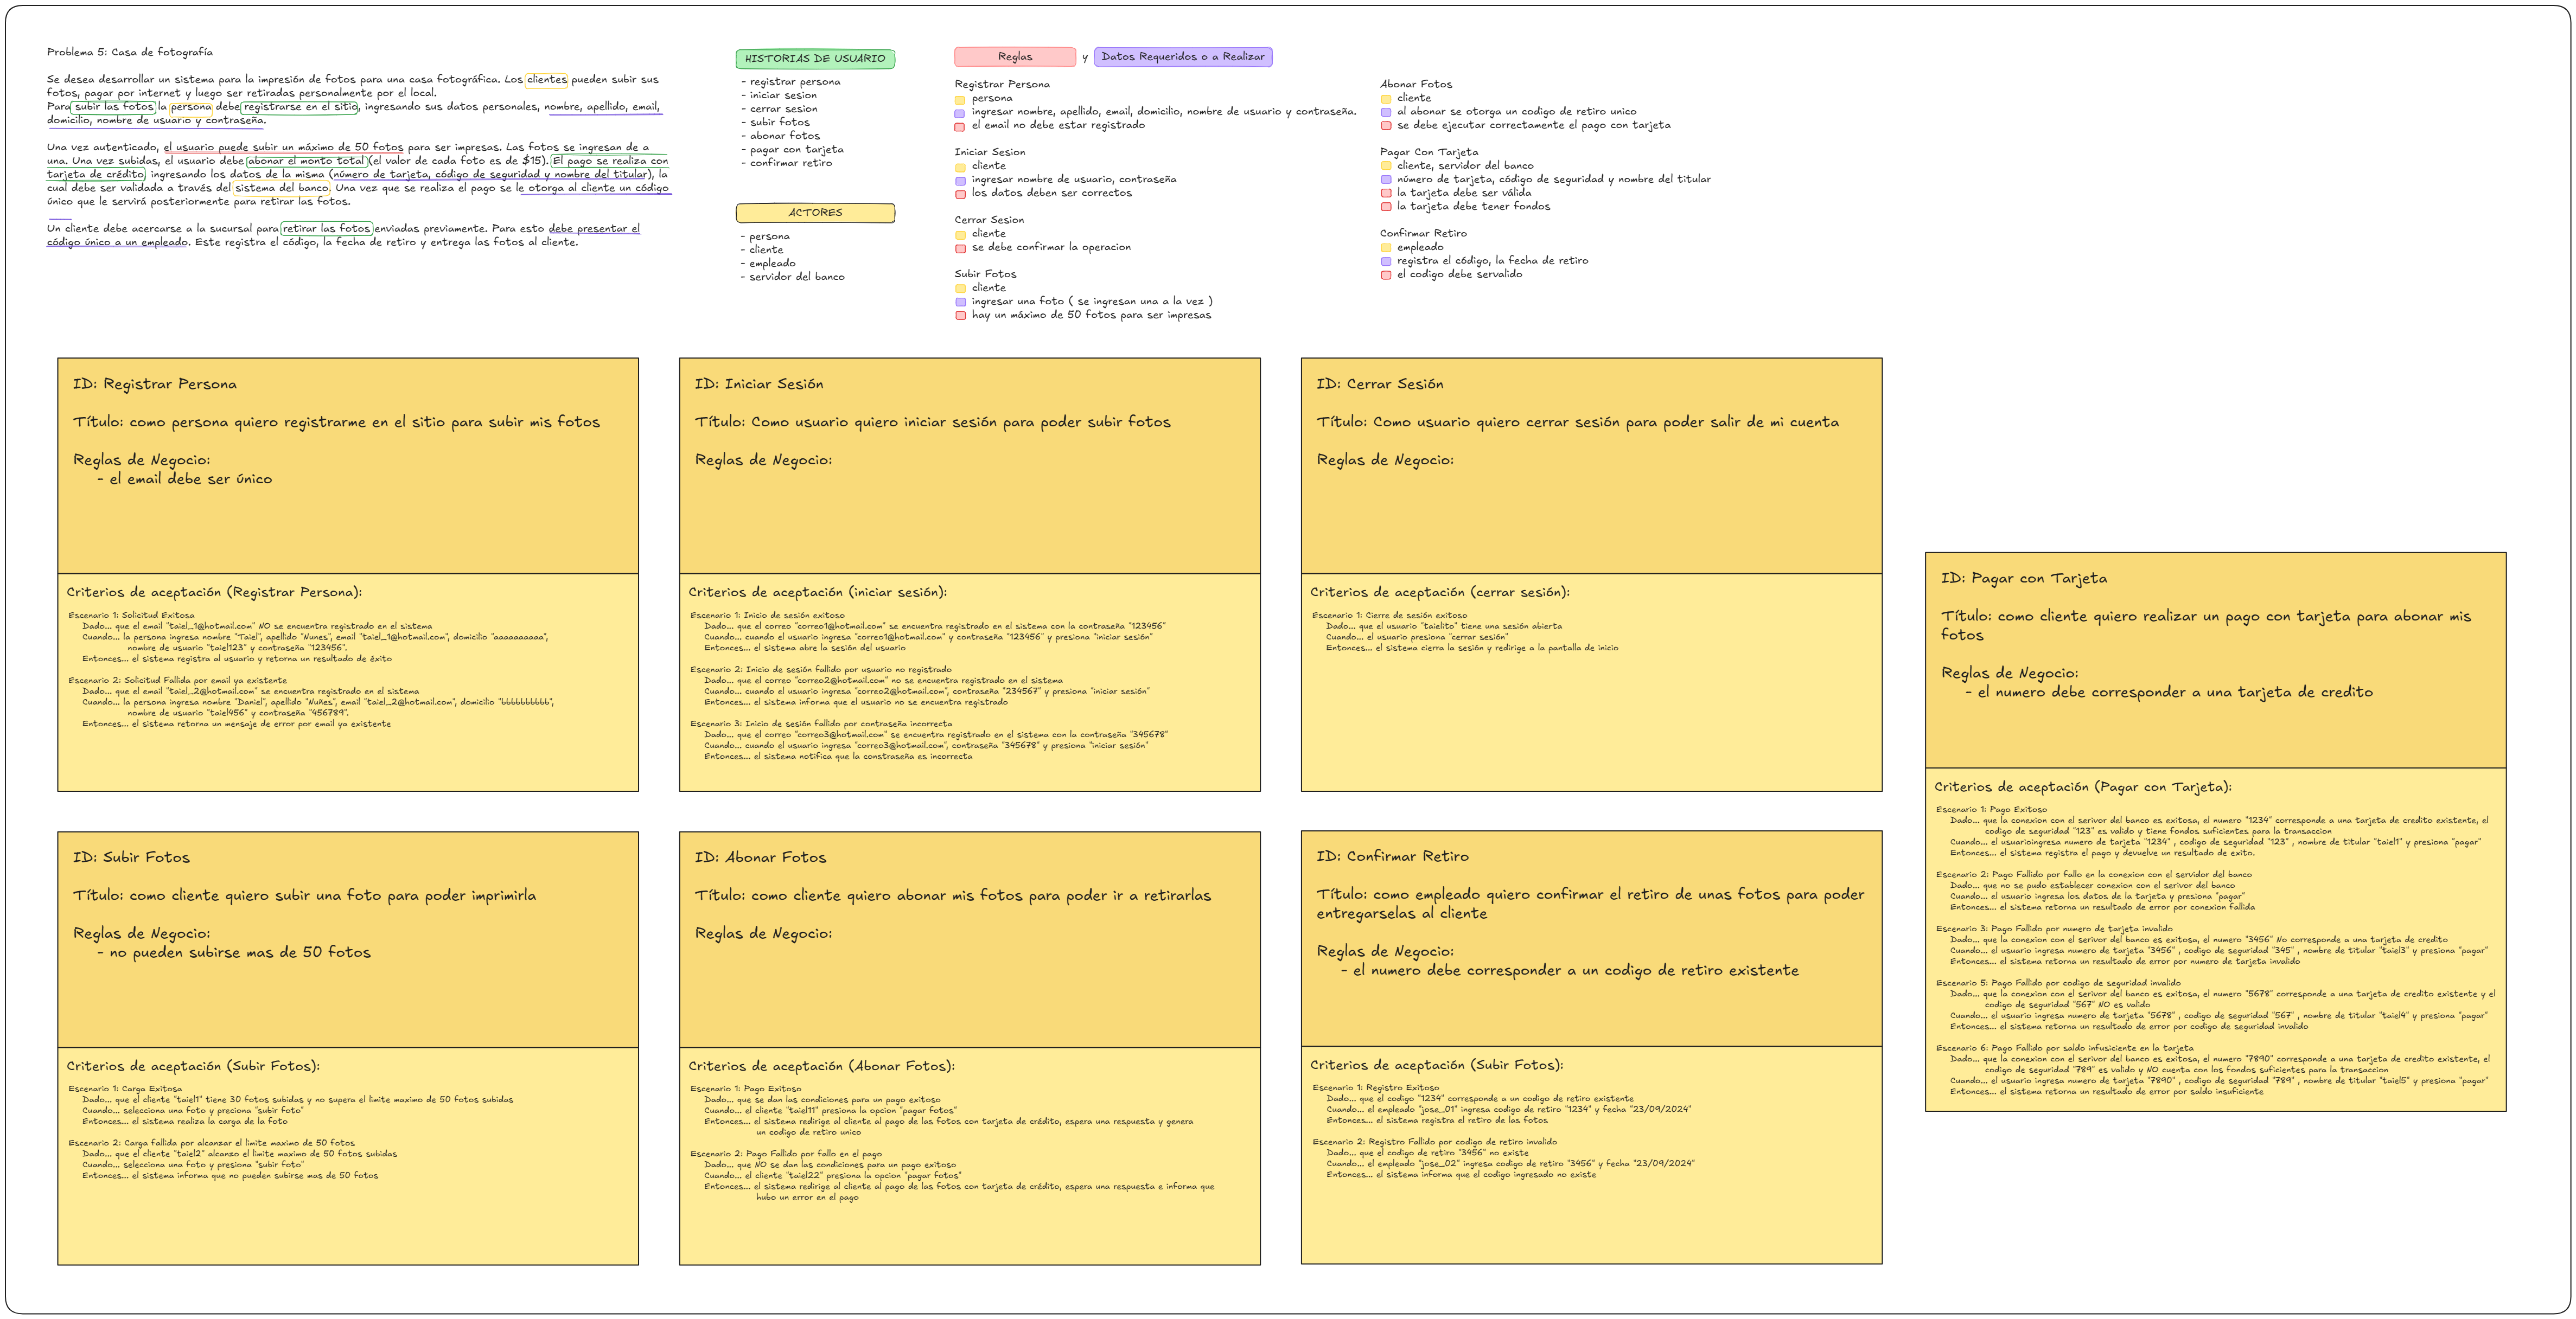 Problema 5: Casa de fotografía
Se desea desarrollar un sistema para la impresión de fotos para una casa fotográfica. Los clientes pueden subir sus
fotos, pagar por internet y luego ser retiradas personalmente por el local.
Para subir las fotos la persona debe registrarse en el sitio, ingresando sus datos personales, nombre, apellido, email,
domicilio, nombre de usuario y contraseña.
Una vez autenticado, el usuario puede subir un máximo de 50 fotos para ser impresas. Las fotos se ingresan de a
una. Una vez subidas, el usuario debe abonar el monto total (el valor de cada foto es de $15). El pago se realiza con
tarjeta de crédito, ingresando los datos de la misma (número de tarjeta, código de seguridad y nombre del titular), la
cual debe ser validada a través del sistema del banco. Una vez que se realiza el pago se le otorga al cliente un código
único que le servirá posteriormente para retirar las fotos.
Un cliente debe acercarse a la sucursal para retirar las fotos enviadas previamente. Para esto debe presentar el
código único a un empleado. Este registra el código, la fecha de retiro y entrega las fotos al cliente.
HISTORIAS DE USUARIO
- registrar persona
- iniciar sesion
- cerrar sesion
- subir fotos
- abonar fotos
- pagar con tarjeta
- confirmar retiro
ACTORES
- persona
- cliente
- empleado
- servidor del banco
Reglas y Datos Requeridos o a Realizar
Registrar Persona
persona
ingresar nombre, apellido, email, domicilio, nombre de usuario y contraseña.
el email no debe estar registrado
Iniciar Sesion
cliente
ingresar nombre de usuario, contraseña
los datos deben ser correctos
Cerrar Sesion
cliente
se debe confirmar la operacion
Subir Fotos
cliente
ingresar una foto ( se ingresan una a la vez )
hay un máximo de 50 fotos para ser impresas
Abonar Fotos
cliente
al abonar se otorga un codigo de retiro unico
se debe ejecutar correctamente el pago con tarjeta
Pagar Con Tarjeta
cliente, servidor del banco
número de tarjeta, código de seguridad y nombre del titular
la tarjeta debe ser válida
la tarjeta debe tener fondos
Confirmar Retiro
empleado
registra el código, la fecha de retiro
el codigo debe servalido
ID: Registrar Persona
Título: como persona quiero registrarme en el sitio para subir mis fotos
Reglas de Negocio:
- el email debe ser único
Criterios de aceptación (Registrar Persona):
Escenario 1: Solicitud Exitosa
Dado... que el email "taiel_1@hotmail.com" NO se encuentra registrado en el sistema
Cuando... la persona ingresa nombre "Taiel", apellido "Nunes", email "taiel_1@hotmail.com", domicilio "aaaaaaaaaa",
nombre de usuario "taiel123" y contraseña "123456".
Entonces... el sistema registra al usuario y retorna un resultado de éxito
Escenario 2: Solicitud Fallida por email ya existente
Dado... que el email "taiel_2@hotmail.com" se encuentra registrado en el sistema
Cuando... la persona ingresa nombre "Daniel", apellido "Nuñes", email "taiel_2@hotmail.com", domicilio "bbbbbbbbbb",
nombre de usuario "taiel456" y contraseña "456789".
Entonces... el sistema retorna un mensaje de error por email ya existente
ID: Iniciar Sesión
Título: Como usuario quiero iniciar sesión para poder subir fotos
Reglas de Negocio:
Criterios de aceptación (iniciar sesión):
Escenario 1: Inicio de sesión exitoso
Dado... que el correo "correo1@hotmail.com" se encuentra registrado en el sistema con la contraseña "123456"
Cuando... cuando el usuario ingresa "correo1@hotmail.com" y contraseña "123456" y presiona "iniciar sesión"
Entonces... el sistema abre la sesión del usuario
Escenario 2: Inicio de sesión fallido por usuario no registrado
Dado... que el correo "correo2@hotmail.com" no se encuentra registrado en el sistema
Cuando... cuando el usuario ingresa "correo2@hotmail.com", contraseña "234567" y presiona "iniciar sesión"
Entonces... el sistema informa que el usuario no se encuentra registrado
Escenario 3: Inicio de sesión fallido por contraseña incorrecta
Dado... que el correo "correo3@hotmail.com" se encuentra registrado en el sistema con la contraseña "345678"
Cuando... cuando el usuario ingresa "correo3@hotmail.com", contraseña "345678" y presiona "iniciar sesión"
Entonces... el sistema notifica que la constraseña es incorrecta
ID: Cerrar Sesión
Título: Como usuario quiero cerrar sesión para poder salir de mi cuenta
Reglas de Negocio:
Criterios de aceptación (cerrar sesión):
Escenario 1: Cierre de sesión exitoso
Dado... que el usuario "taielito" tiene una sesión abierta
Cuando... el usuario presiona "cerrar sesión"
Entonces... el sistema cierra la sesión y redirige a la pantalla de inicio
ID: Pagar con Tarjeta
Título: como cliente quiero realizar un pago con tarjeta para abonar mis
fotos
Reglas de Negocio:
- el numero debe corresponder a una tarjeta de credito
Criterios de aceptación (Pagar con Tarjeta):
Escenario 1: Pago Exitoso
Dado... que la conexion con el serivor del banco es exitosa, el numero "1234" corresponde a una tarjeta de credito existente, el
codigo de seguridad "123" es valido y tiene fondos suficientes para la transaccion
Cuando... el usuarioingresa numero de tarjeta "1234" , codigo de seguridad "123" , nombre de titular "taiel1" y presiona "pagar"
Entonces... el sistema registra el pago y devuelve un resultado de exito.
Escenario 2: Pago Fallido por fallo en la conexion con el servidor del banco
Dado... que no se pudo establecer conexion con el serivor del banco
Cuando... el usuario ingresa los datos de la tarjeta y presiona "pagar"
Entonces... el sistema retorna un resultado de error por conexion fallida
Escenario 3: Pago Fallido por numero de tarjeta invalido
Dado... que la conexion con el serivor del banco es exitosa, el numero "3456" No corresponde a una tarjeta de credito
Cuando... el usuario ingresa numero de tarjeta "3456" , codigo de seguridad "345" , nombre de titular "taiel3" y presiona "pagar"
Entonces... el sistema retorna un resultado de error por numero de tarjeta invalido
Escenario 5: Pago Fallido por codigo de seguridad invalido
Dado... que la conexion con el serivor del banco es exitosa, el numero "5678" corresponde a una tarjeta de credito existente y el
codigo de seguridad "567" NO es valido
Cuando... el usuario ingresa numero de tarjeta "5678" , codigo de seguridad "567" , nombre de titular "taiel4" y presiona "pagar"
Entonces... el sistema retorna un resultado de error por codigo de seguridad invalido
Escenario 6: Pago Fallido por saldo infusiciente en la tarjeta
Dado... que la conexion con el serivor del banco es exitosa, el numero "7890" corresponde a una tarjeta de credito existente, el
codigo de seguridad "789" es valido y NO cuenta con los fondos suficientes para la transaccion
Cuando... el usuario ingresa numero de tarjeta "7890" , codigo de seguridad "789" , nombre de titular "taiel5" y presiona "pagar"
Entonces... el sistema retorna un resultado de error por saldo insuficiente
ID: Subir Fotos
Título: como cliente quiero subir una foto para poder imprimirla
Reglas de Negocio:
- no pueden subirse mas de 50 fotos
Criterios de aceptación (Subir Fotos):
Escenario 1: Carga Exitosa
Dado... que el cliente "taiel1" tiene 30 fotos subidas y no supera el limite maximo de 50 fotos subidas
Cuando... selecciona una foto y preciona "subir foto"
Entonces... el sistema realiza la carga de la foto
Escenario 2: Carga fallida por alcanzar el limite maximo de 50 fotos
Dado... que el cliente "taiel2" alcanzo el limite maximo de 50 fotos subidas
Cuando... selecciona una foto y presiona "subir foto"
Entonces... el sistema informa que no pueden subirse mas de 50 fotos
ID: Abonar Fotos
Título: como cliente quiero abonar mis fotos para poder ir a retirarlas
Reglas de Negocio:
Criterios de aceptación (Abonar Fotos):
Escenario 1: Pago Exitoso
Dado... que se dan las condiciones para un pago exitoso
Cuando... el cliente "taiel11" presiona la opcion "pagar fotos"
Entonces... el sistema redirige al cliente al pago de las fotos con tarjeta de crédito, espera una respuesta y genera
un codigo de retiro unico
Escenario 2: Pago Fallido por fallo en el pago
Dado... que NO se dan las condiciones para un pago exitoso
Cuando... el cliente "taiel22" presiona la opcion "pagar fotos"
Entonces... el sistema redirige al cliente al pago de las fotos con tarjeta de crédito, espera una respuesta e informa que
hubo un error en el pago
ID: Confirmar Retiro
Título: como empleado quiero confirmar el retiro de unas fotos para poder
entregarselas al cliente
Reglas de Negocio:
- el numero debe corresponder a un codigo de retiro existente
Criterios de aceptación (Subir Fotos):
Escenario 1: Registro Exitoso
Dado... que el codigo "1234" corresponde a un codigo de retiro existente
Cuando... el empleado "jose_01" ingresa codigo de retiro "1234" y fecha "23/09/2024"
Entonces... el sistema registra el retiro de las fotos
Escenario 2: Registro Fallido por codigo de retiro invalido
Dado... que el codigo de retiro "3456" no existe
Cuando... el empleado "jose_02" ingresa codigo de retiro "3456" y fecha "23/09/2024"
Entonces... el sistema informa que el codigo ingresado no existe